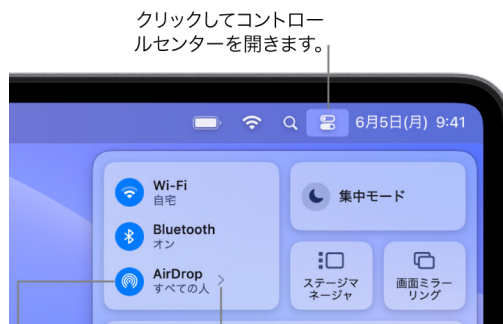 クリックしてコントロー
ルセンターを開きます。
6月5日(月) 9:41
Wi-Fi
自宅
Bluetooth
オン
AirDrop
すべての人
集中モード
ステージマ
ネージャ
画面ミラー
リング